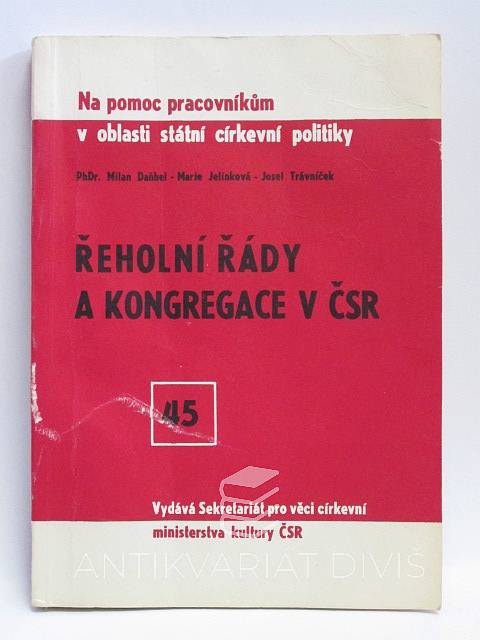 Na pomoc pracovníkům
v oblasti státní církevní politiky
PhDr. Milan Daňhel - Marie Jelínková - Josef Trávníček
ŘEHOLNÍ ŘÁDY
A KONGREGACE V ČSR
45
Vydává Sekretariát pro věci církevní
ministerstva kultury ČSR
ANTIKVARIÁT DIVIŠ